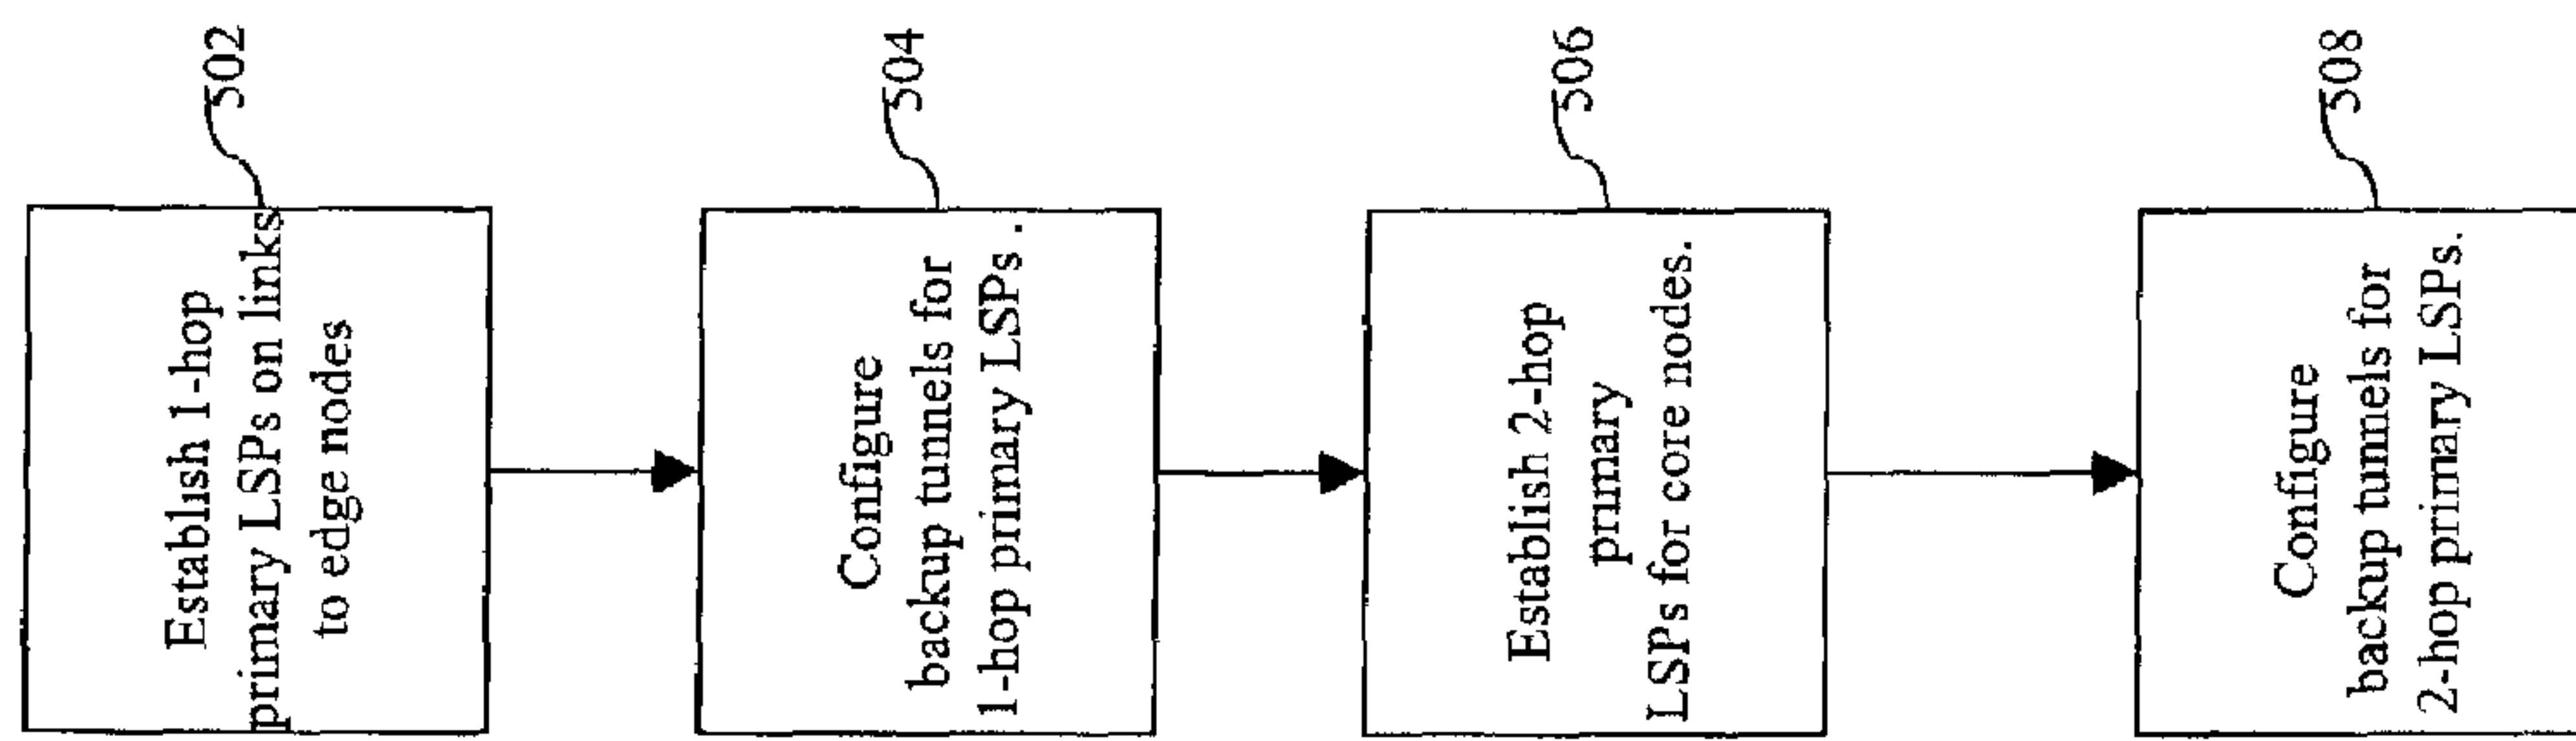 Establish 1-hop
primary LSPs on links
to edge nodes
502
Configure
backup tunnels for
1-hop primary LSPs .
504
Establish 2-hop
primary
LSPs for core nodes.
506
Configure
backup tunnels for
2-hop primary LSPs.
508